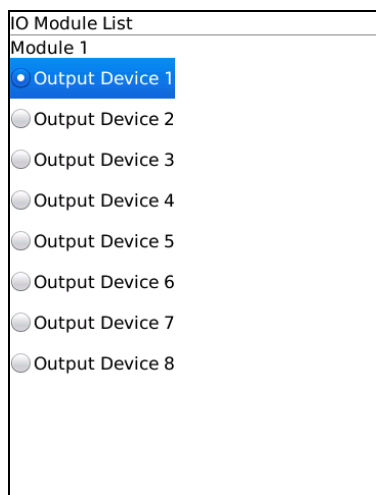 IO Module List
Module 1
Output Device 1
Output Device 2
Output Device 3
Output Device 4
Output Device 5
Output Device 6
Output Device 7
Output Device 8